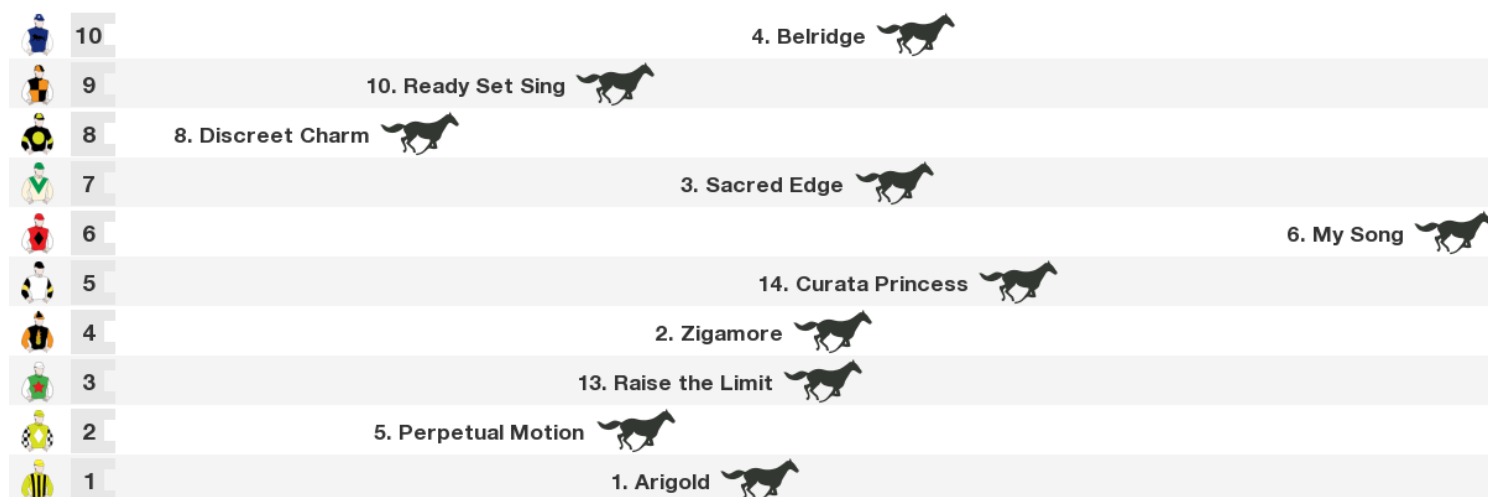 10 4. Belridge
9 10. Ready Set Sing
8 8. Discreet Charm
7 3. Sacred Edge
6 6. My Song
5 14. Curata Princess
4 2. Zigamore
3 13. Raise the Limit
2 5. Perpetual Motion
1 1. Arigold